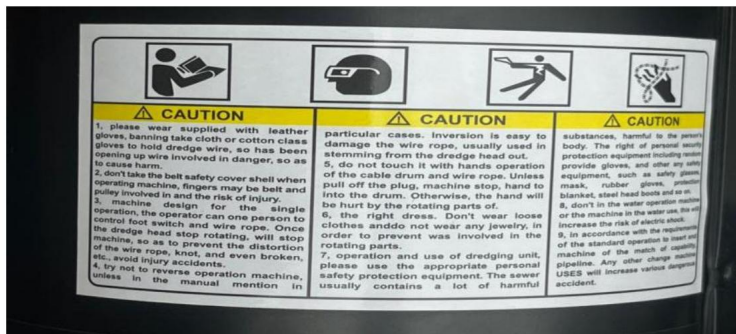 CAUTION
1, please wear supplied with leather
gloves, banning take cloth or cotton class
gloves to hold dredge wire, so has been
opening up wire involved in danger, so as
to cause harm.
2, don't take the belt safety cover shell when
operating machine, fingers may be belt and
pulley involved in and the risk of injury.
3, machine design for the single
operation, the operator can one person to
control foot switch and wire rope. Once
the dredge head stop rotating, will stop
machine, so as to prevent the distortion
of the wire rope, knot, and even broken,
etc., avoid injury accidents.
4, try not to reverse operation machine,
unless in the manual mention in
CAUTION
particular cases. Inversion is easy to
damage the wire rope, usually used in
stemming from the dredge head out.
5, do not touch it with hands operation
of the cable drum and wire rope. Unless
pull off the plug, machine stop, hand to
into the drum. Otherwise, the hand will
be hurt by the rotating parts of.
6, the right dress. Don't wear loose
clothes anddo not wear any jewelry, in
order to prevent was involved in the
rotating parts.
7, operation and use of dredging unit,
please use the appropriate personal
safety protection equipment. The sewer
usually contains a lot of harmful
CAUTION
substances, harmful to the person's
body. The right of personal security
protection equipment including random
provide gloves, and other any safety
equipment, such as safety glasses,
mask, rubber gloves, protection
blanket, steel head boots and so on.
8, don't in the water operation machine
or the machine in the water use, this will
increase the risk of electric shock.
9, in accordance with the requirements
of the standard operation to insert the
machine of the match of capability
pipeline. Any other change machine
USES will increase various dangerous
accident.